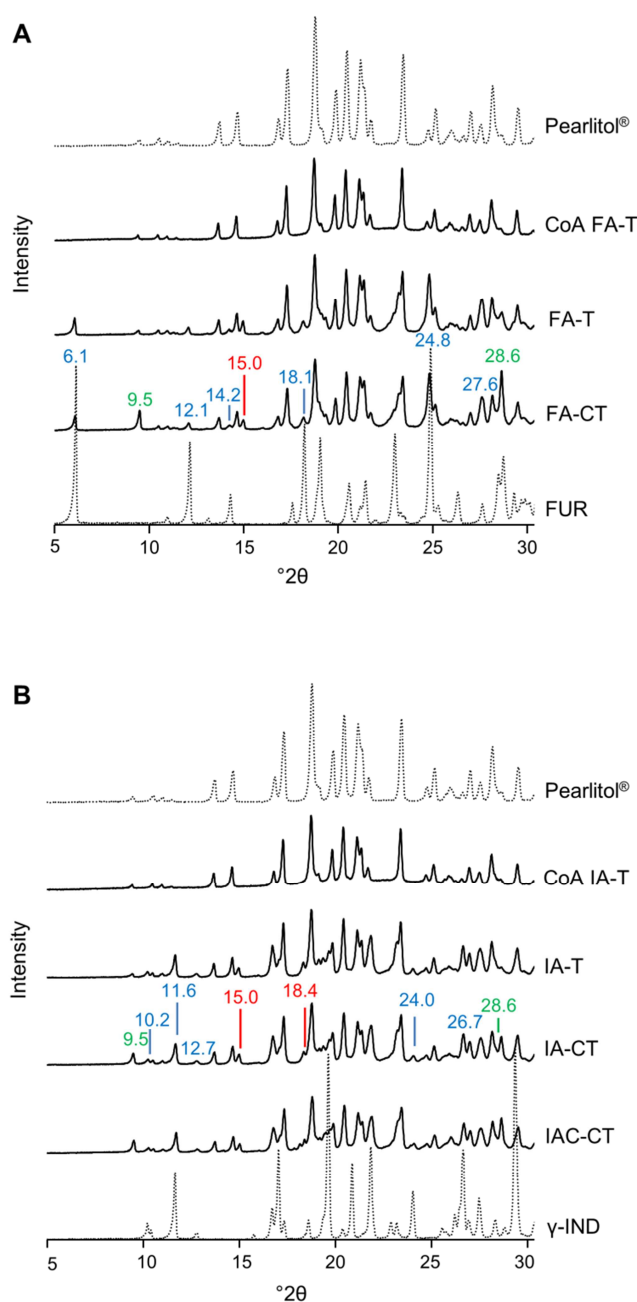 A
Pearlitol®
CoA FA-T
FA-T
6.1
9.5
12.1
14.2
15.0
18.1
24.8
27.6
28.6
FA-CT
FUR
Intensity
5 10 15 20 25 30
°2θ
B
Pearlitol®
CoA IA-T
IA-T
9.5
10.2
11.6
12.7
15.0
18.4
24.0
26.7
28.6
IA-CT
IAC-CT
γ-IND
Intensity
5 10 15 20 25 30
°2θ